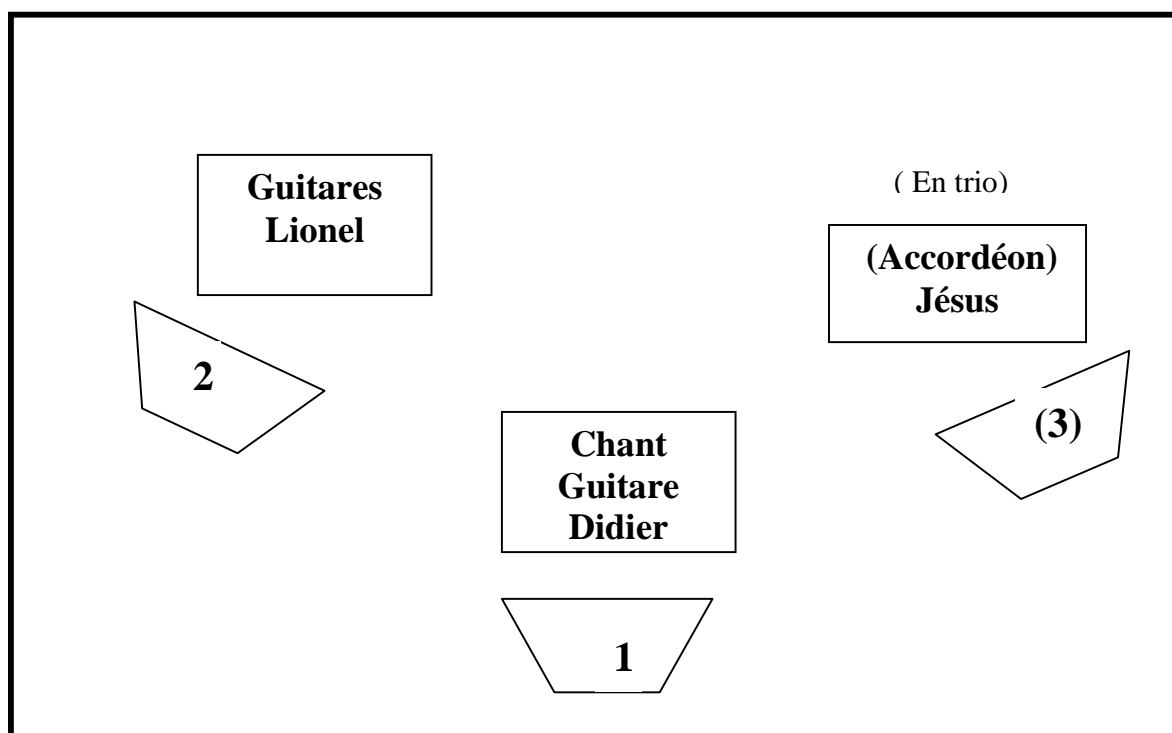 Guitares
Lionel
( En trio)
(Accordéon)
Jésus
2
(3)
Chant
Guitare
Didier
1